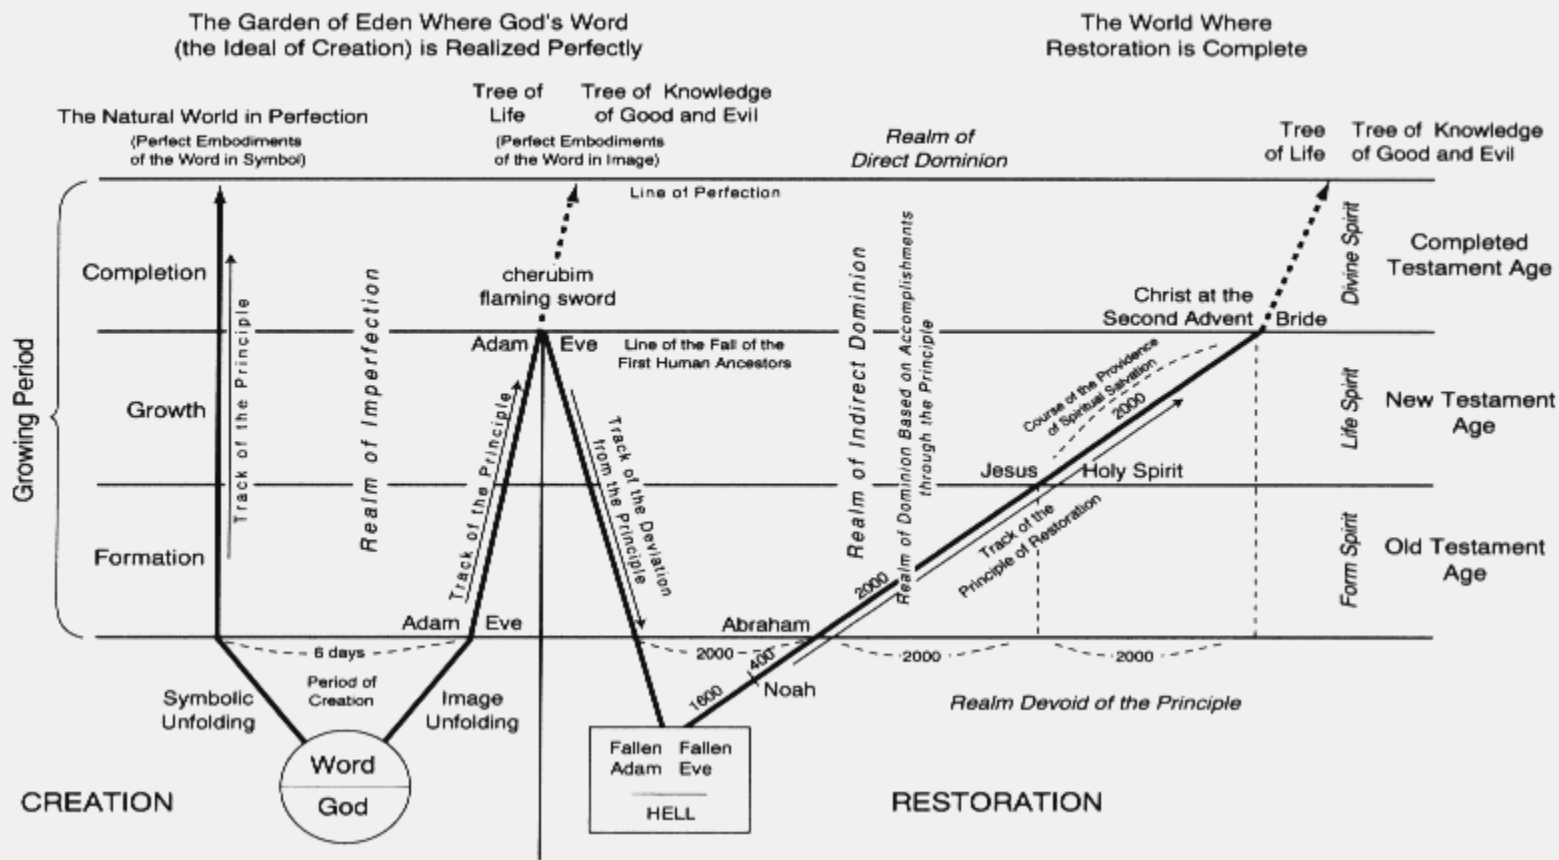 The Garden of Eden Where God's Word
(the Ideal of Creation) is Realized Perfectly
The World Where
Restoration is Complete
The Natural World in Perfection
(Perfect Embodiments
of the Word in Symbol)
Tree of
Life
Tree of Knowledge
of Good and Evil
(Perfect Embodiments
of the Word in Image)
Realm of
Direct Dominion
Tree
of Life
Tree of Knowledge
of Good and Evil
Line of Perfection
Growing Period
Completion
Growth
Formation
Track of the Principle
Realm of Imperfection
cherubim
flaming sword
Adam
Eve
Line of the Fall of the
First Human Ancestors
Track of the Principle
Track of the Deviation
from the Principle
Realm of Indirect Dominion
Realm of Dominion Based on Accomplishments
through the Principle
Christ at the
Second Advent
Bride
Course of the Providence
of Spiritual Salvation
2000
Jesus
Holy Spirit
Track of the
Principle of Restoration
2000
Divine Spirit
Life Spirit
Form Spirit
Completed
Testament Age
New Testament
Age
Old Testament
Age
Adam
Eve
Abraham
6 days
Period of
Creation
2000
400
1600
Noah
2000
2000
Symbolic
Unfolding
Image
Unfolding
Realm Devoid of the Principle
Word
God
Fallen Fallen
Adam Eve
HELL
CREATION
RESTORATION